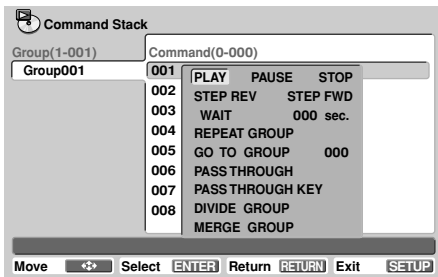 Command Stack
Group(1-001) Command(0-000)
Group001
001
002
003
004
005
006
007
008
PLAY PAUSE STOP
STEP REV STEP FWD
WAIT 000 sec.
REPEAT GROUP
GO TO GROUP 000
PASS THROUGH
PASS THROUGH KEY
DIVIDE GROUP
MERGE GROUP
Move Select ENTER Return RETURN Exit SETUP